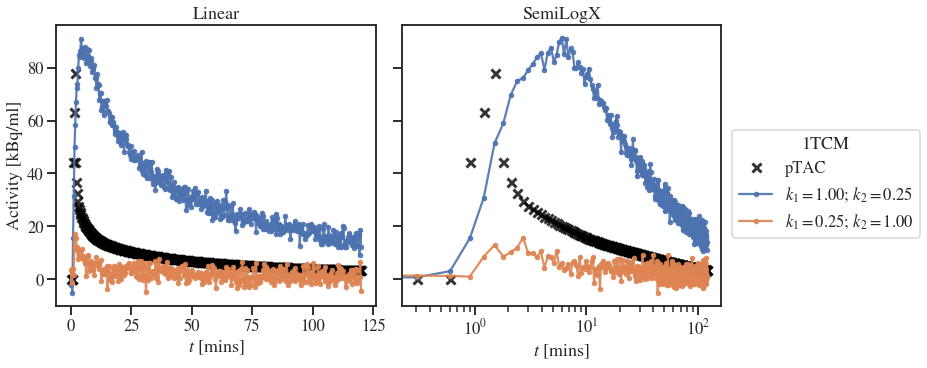 Linear
SemiLogX
Activity [kBq/ml]
80
60
40
20
0
0 25 50 75 100 125
t [mins]
10⁰ 10¹ 10²
t [mins]
1TCM
pTAC
k₁ = 1.00; k₂ = 0.25
k₁ = 0.25; k₂ = 1.00